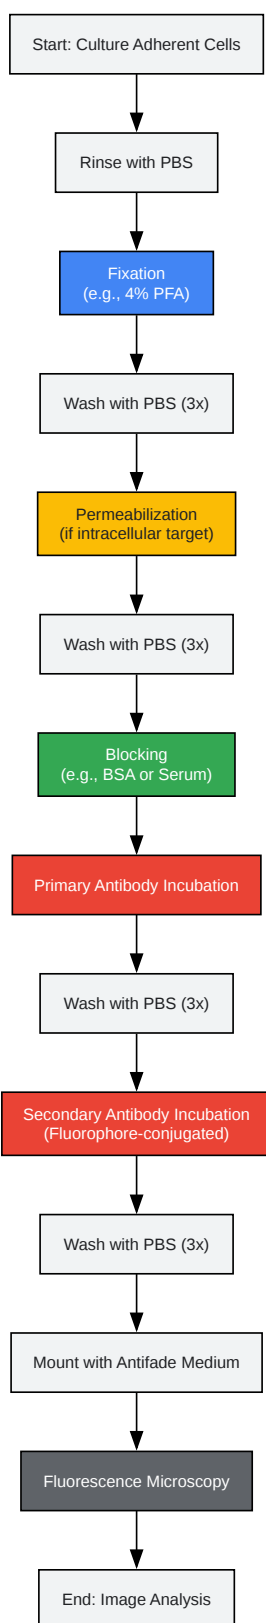 Start: Culture Adherent Cells
Rinse with PBS
Fixation
(e.g., 4% PFA)
Wash with PBS (3x)
Permeabilization
(if intracellular target)
Wash with PBS (3x)
Blocking
(e.g., BSA or Serum)
Primary Antibody Incubation
Wash with PBS (3x)
Secondary Antibody Incubation
(Fluorophore-conjugated)
Wash with PBS (3x)
Mount with Antifade Medium
Fluorescence Microscopy
End: Image Analysis